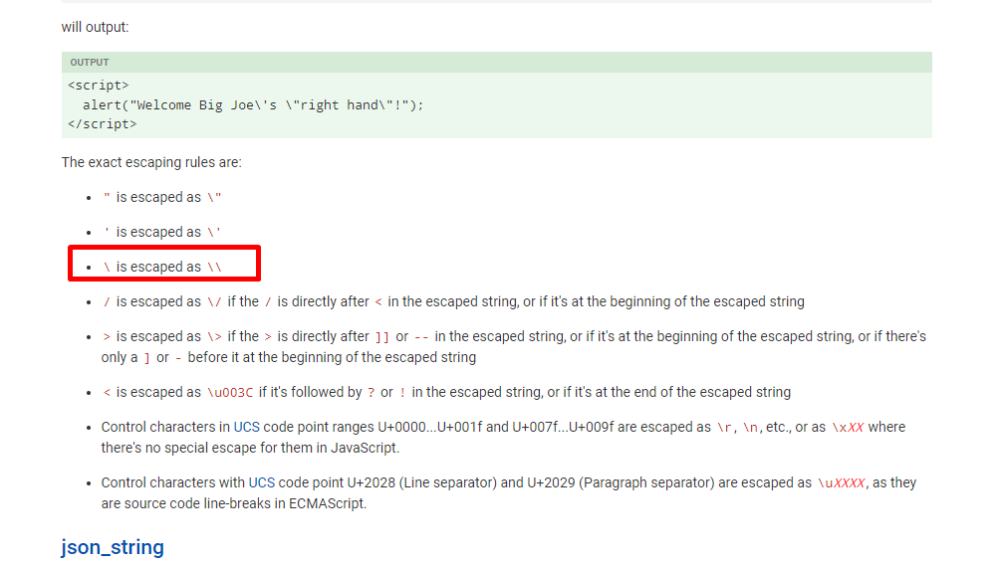 will output:
OUTPUT
<script>
  alert("Welcome Big Joe\'s \"right hand\"!");
</script>
The exact escaping rules are:
• " is escaped as \"
• ' is escaped as \'
• \ is escaped as \\
• / is escaped as \/ if the / is directly after < in the escaped string, or if it's at the beginning of the escaped string
• > is escaped as \> if the > is directly after ]] or -- in the escaped string, or if it's at the beginning of the escaped string, or if there's
only a ] or - before it at the beginning of the escaped string
• < is escaped as \u003C if it's followed by ? or ! in the escaped string, or if it's at the end of the escaped string
• Control characters in UCS code point ranges U+0000...U+001f and U+007f...U+009f are escaped as \r, \n, etc., or as \xXX where
there's no special escape for them in JavaScript.
• Control characters with UCS code point U+2028 (Line separator) and U+2029 (Paragraph separator) are escaped as \uXXXX, as they
are source code line-breaks in ECMAScript.
json_string